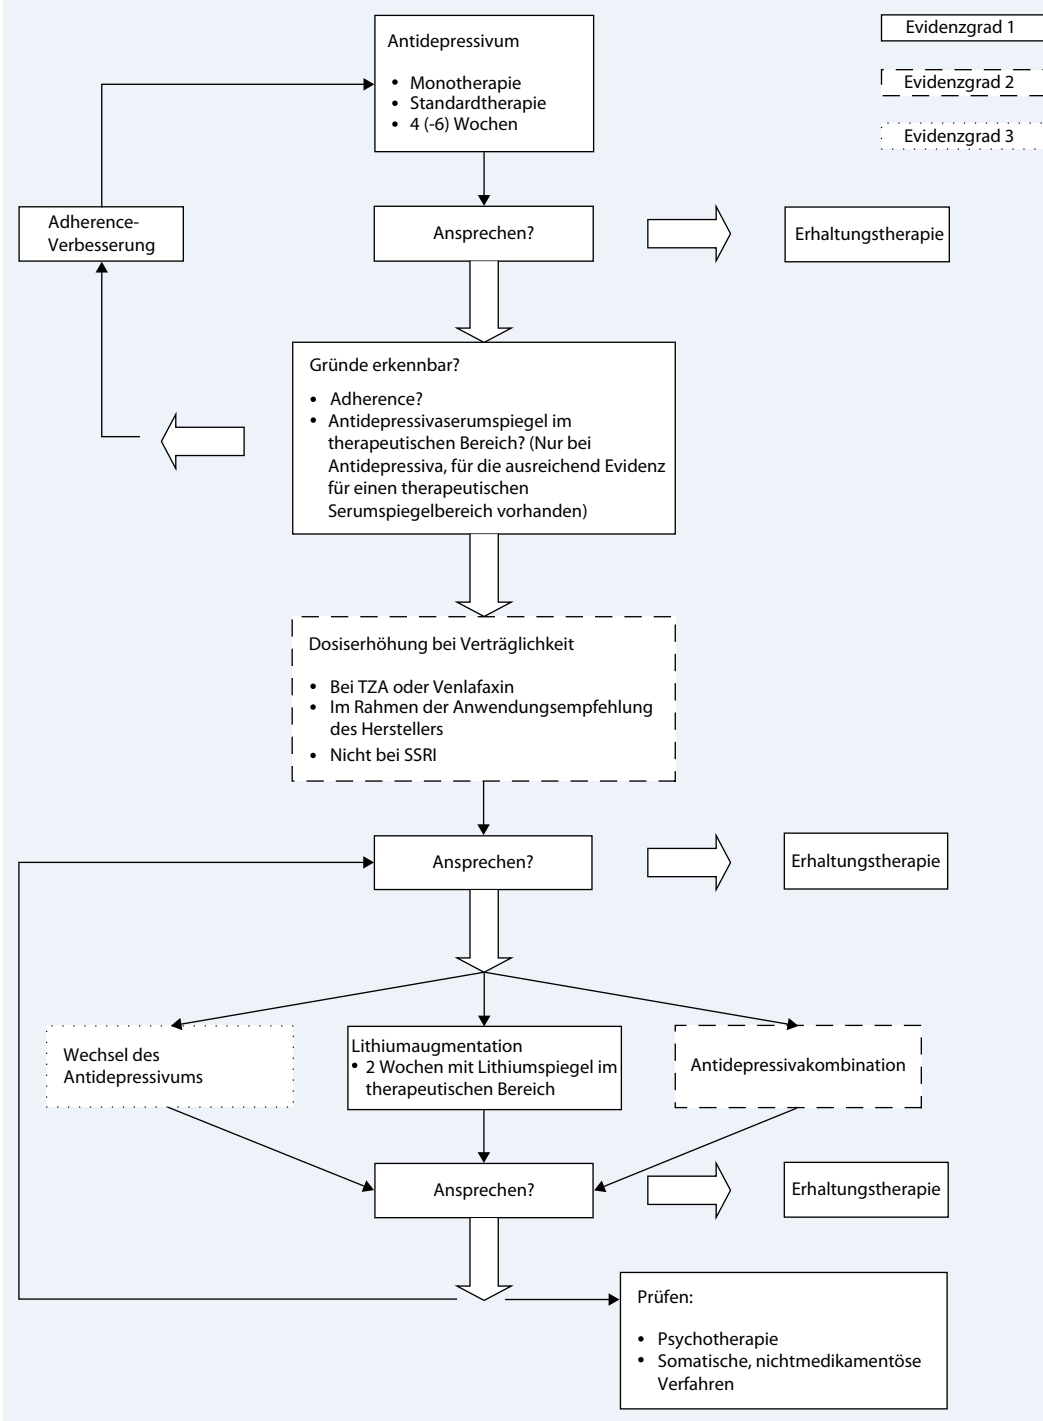 Antidepressivum
• Monotherapie
• Standardtherapie
• 4 (-6) Wochen
Evidenzgrad 1
Evidenzgrad 2
Evidenzgrad 3
Adherence-
Verbesserung
Ansprechen?
Erhaltungstherapie
Gründe erkennbar?
• Adherence?
• Antidepressivaserumspiegel im
therapeutischen Bereich? (Nur bei
Antidepressiva, für die ausreichend Evidenz
für einen therapeutischen
Serumspiegelbereich vorhanden)
Dosiserhöhung bei Verträglichkeit
• Bei TZA oder Venlafaxin
• Im Rahmen der Anwendungsempfehlung
des Herstellers
• Nicht bei SSRI
Ansprechen?
Erhaltungstherapie
Wechsel des
Antidepressivums
Lithiumaugmentation
• 2 Wochen mit Lithiumspiegel im
therapeutischen Bereich
Antidepressivakombination
Ansprechen?
Erhaltungstherapie
Prüfen:
• Psychotherapie
• Somatische, nichtmedikamentöse
Verfahren